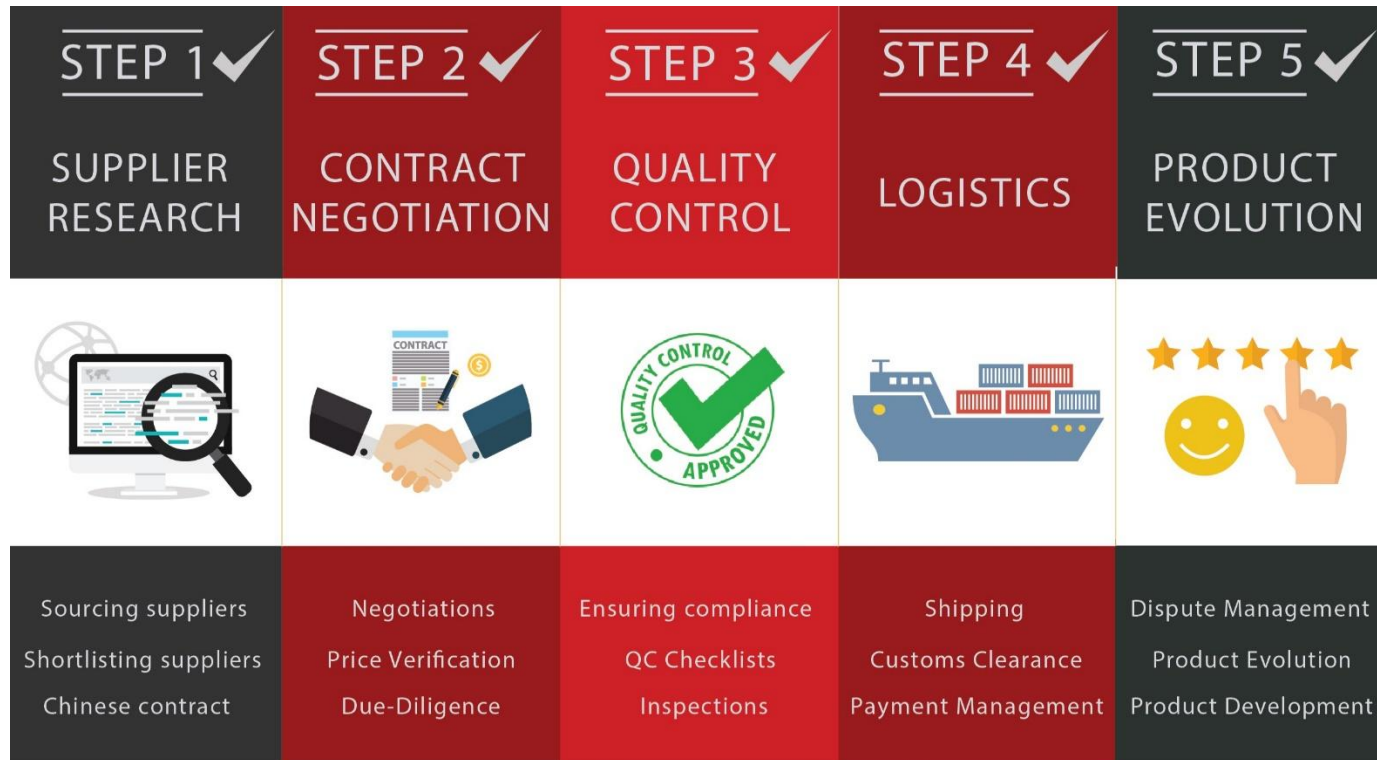 STEP 1
SUPPLIER
RESEARCH
Sourcing suppliers
Shortlisting suppliers
Chinese contract
STEP 2
CONTRACT
NEGOTIATION
CONTRACT
$
Negotiations
Price Verification
Due-Diligence
STEP 3
QUALITY
CONTROL
QUALITY CONTROL
APPROVED
Ensuring compliance
QC Checklists
Inspections
STEP 4
LOGISTICS
Shipping
Customs Clearance
Payment Management
STEP 5
PRODUCT
EVOLUTION
Dispute Management
Product Evolution
Product Development